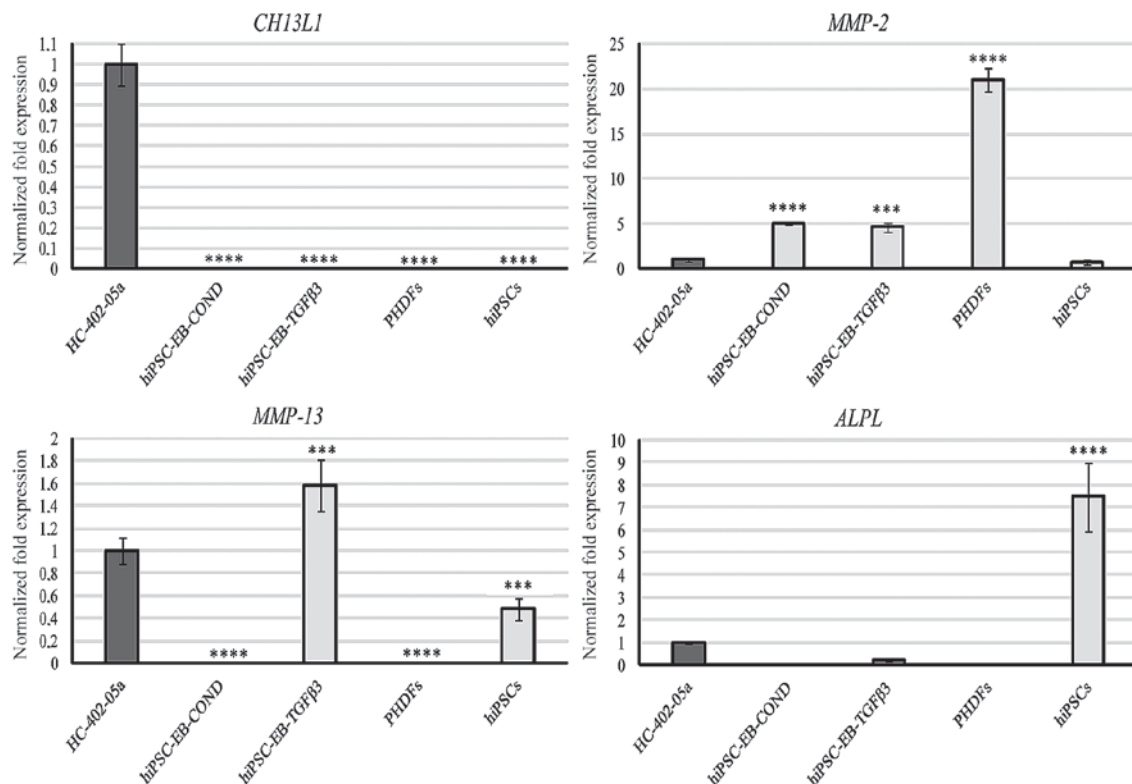 CH13L1
Normalized fold expression
1.1
1
0.9
0.8
0.7
0.6
0.5
0.4
0.3
0.2
0.1
0
**** **** **** ****
HC-402-05a hiPSC-EB-COND hiPSC-EB-TGFβ3 PHDFs hiPSCs
MMP-2
Normalized fold expression
25
20
15
10
5
0
**** *** ****
HC-402-05a hiPSC-EB-COND hiPSC-EB-TGFβ3 PHDFs hiPSCs
MMP-13
Normalized fold expression
2
1.8
1.6
1.4
1.2
1
0.8
0.6
0.4
0.2
0
**** *** **** ***
HC-402-05a hiPSC-EB-COND hiPSC-EB-TGFβ3 PHDFs hiPSCs
ALPL
Normalized fold expression
10
9
8
7
6
5
4
3
2
1
0
****
HC-402-05a hiPSC-EB-COND hiPSC-EB-TGFβ3 PHDFs hiPSCs